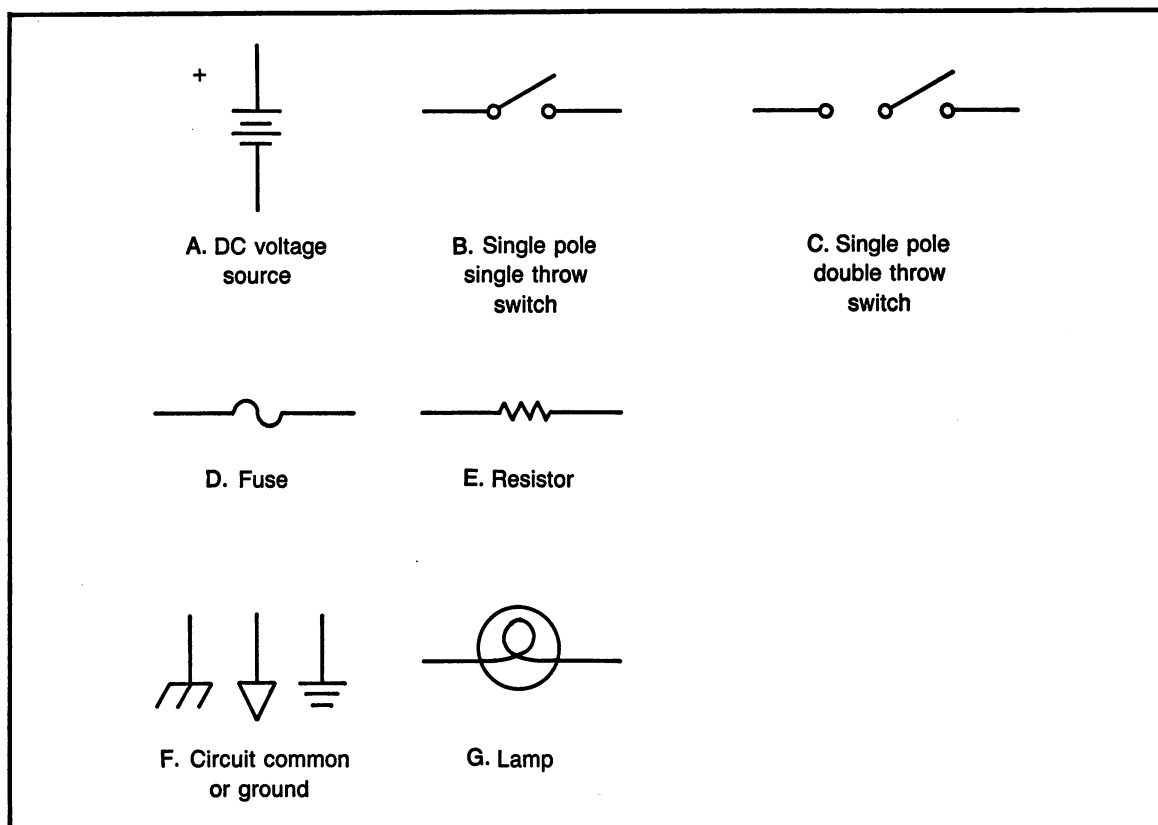 +
A. DC voltage
source
B. Single pole
single throw
switch
C. Single pole
double throw
switch
D. Fuse
E. Resistor
F. Circuit common
or ground
G. Lamp